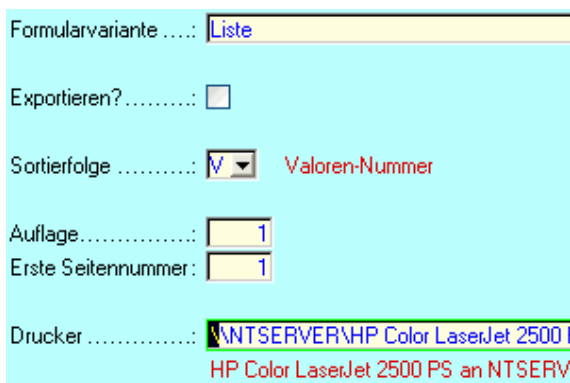 Formularvariante ....: Liste
Exportieren?.........:
Sortierfolge ..........: V Valoren-Nummer
Auflage...............: 1
Erste Seitennummer: 1
Drucker ..............: \\NTSERVER\HP Color LaserJet 2500
HP Color LaserJet 2500 PS an NTSERV